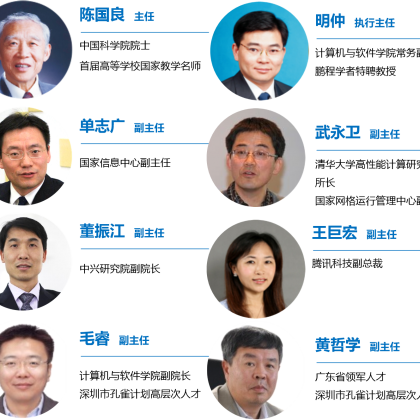 陈国良 主任
中国科学院院士
首届高等学校国家教学名师
明仲 执行主任
计算机与软件学院常务副
鹏程学者特聘教授
单志广 副主任
国家信息中心副主任
武永卫 副主任
清华大学高性能计算研究
所长
国家网格运行管理中心副
董振江 副主任
中兴研究院副院长
王巨宏 副主任
腾讯科技副总裁
毛睿 副主任
计算机与软件学院副院长
深圳市孔雀计划高层次人才
黄哲学 副主任
广东省领军人才
深圳市孔雀计划高层次人